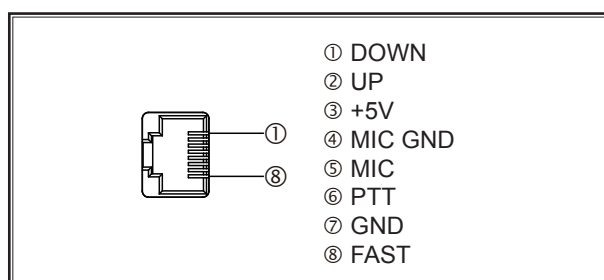 ① DOWN
② UP
③ +5V
④ MIC GND
⑤ MIC
⑥ PTT
⑦ GND
⑧ FAST
①
⑧